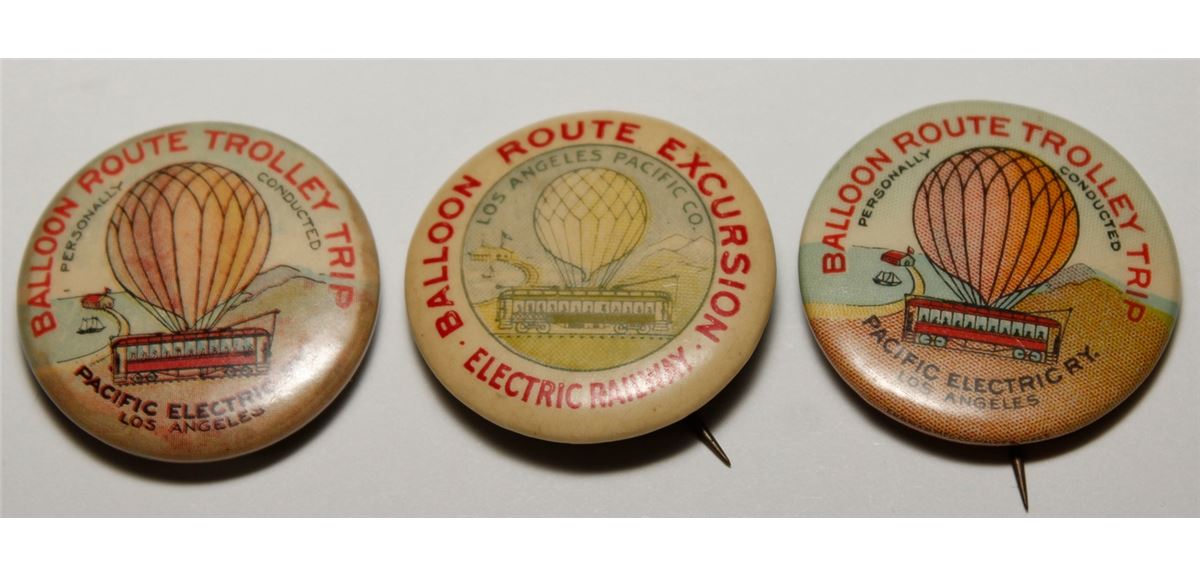 BALLOON ROUTE TROLLEY TRIP
PERSONALLY CONDUCTED
PACIFIC ELECTRIC
LOS ANGELES
BALLOON ROUTE EXCURSION
LOS ANGELES PACIFIC CO.
· ELECTRIC RAILWAY ·
BALLOON ROUTE TROLLEY TRIP
PERSONALLY CONDUCTED
PACIFIC ELECTRIC RY.
LOS ANGELES